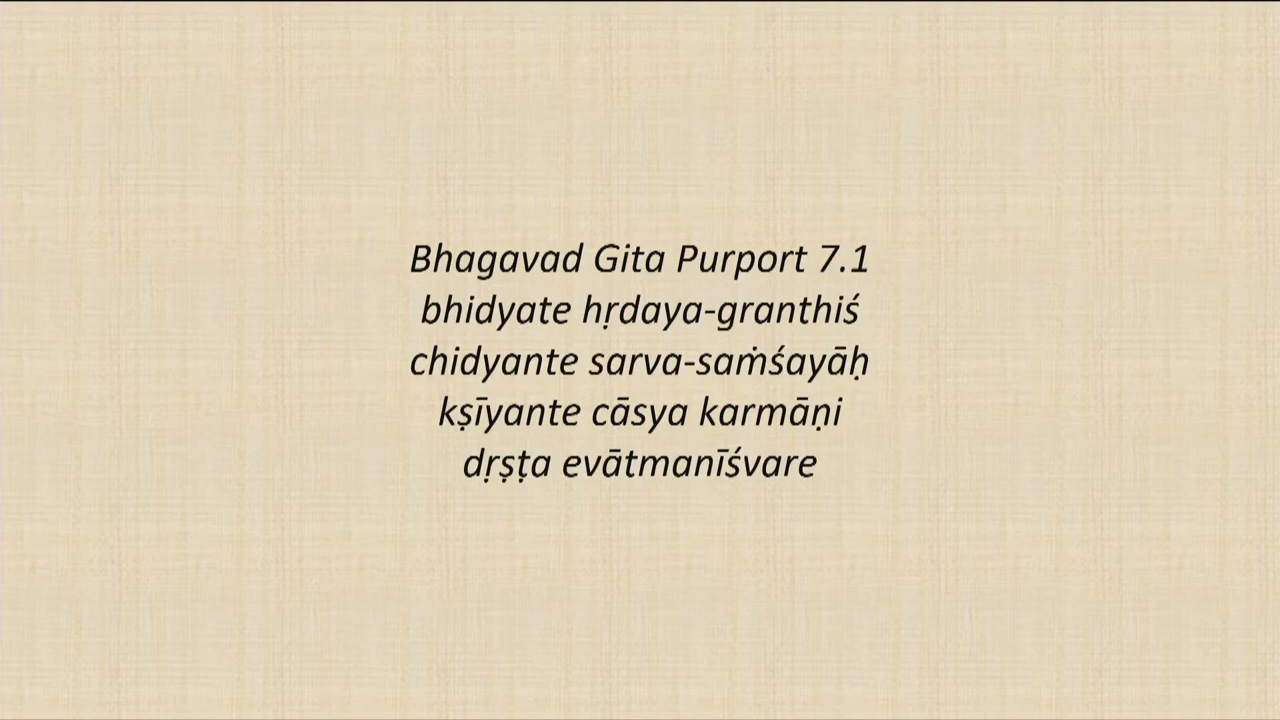 Bhagavad Gita Purport 7.1
bhidyate hṛdaya-granthiś
chidyante sarva-saṁśayāḥ
kṣīyante cāsya karmāṇi
dṛṣṭa evātmanīśvare